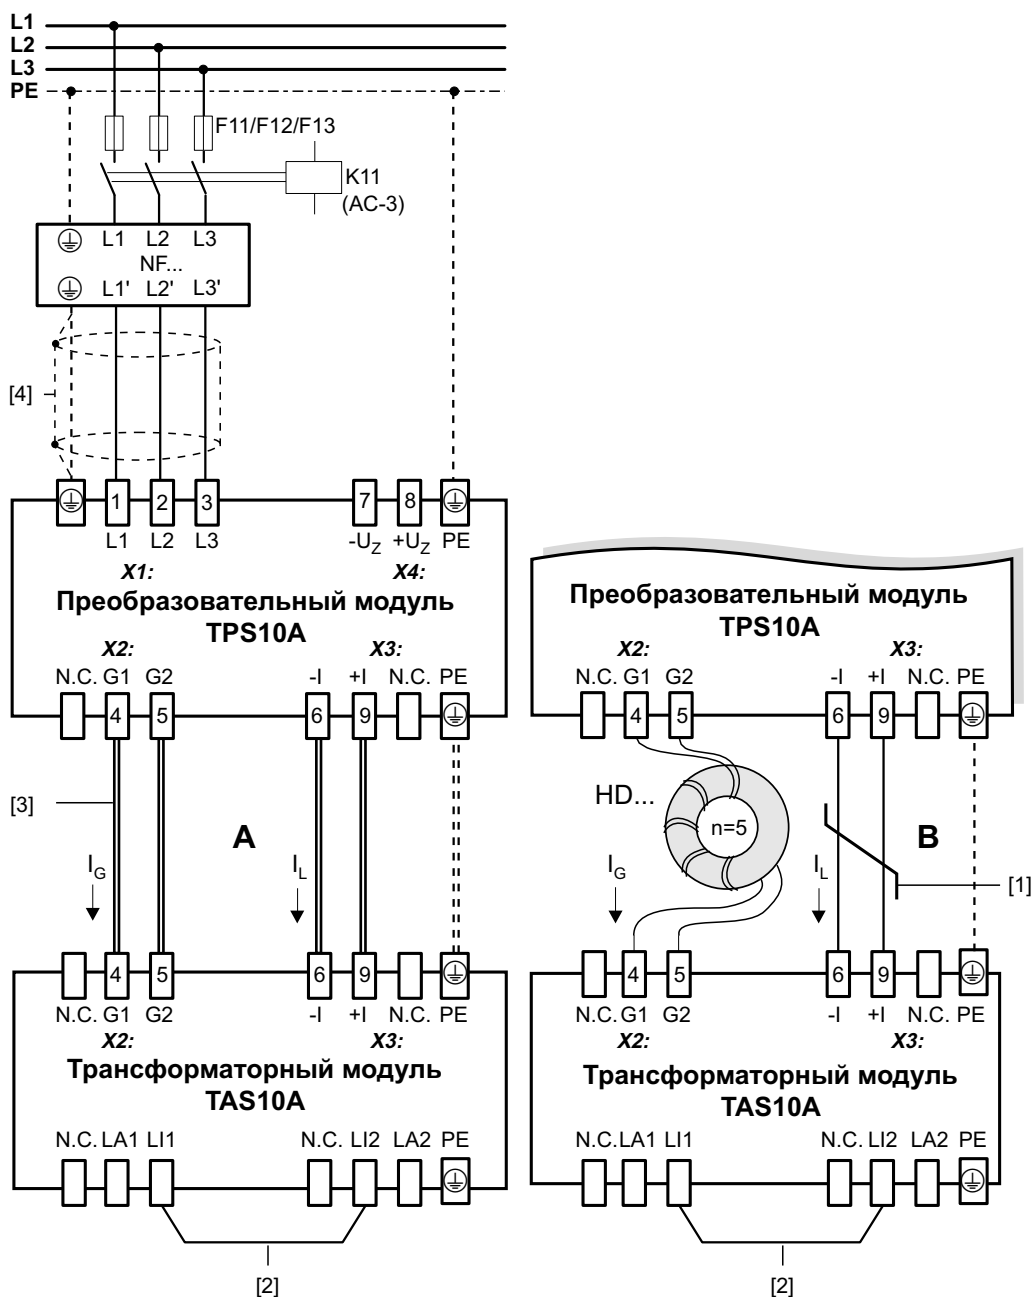 L1
L2
L3
PE
F11/F12/F13
K11
(AC-3)
L1 L2 L3
NF...
L1' L2' L3'
[4]
1 2 3 7 8
L1 L2 L3 -UZ +UZ PE
X1: X4:
Преобразовательный модуль
TPS10A
X2: X3:
N.C. G1 G2 -I +I N.C. PE
4 5 6 9
[3]
A
IG IL
4 5 6 9
N.C. G1 G2 -I +I N.C. PE
X2: X3:
Трансформаторный модуль
TAS10A
N.C. LA1 LI1 N.C. LI2 LA2 PE
[2]
Преобразовательный модуль
TPS10A
X2: X3:
N.C. G1 G2 -I +I N.C. PE
4 5 6 9
HD...
n=5
B
IG IL
[1]
4 5 6 9
N.C. G1 G2 -I +I N.C. PE
X2: X3:
Трансформаторный модуль
TAS10A
N.C. LA1 LI1 N.C. LI2 LA2 PE
[2]